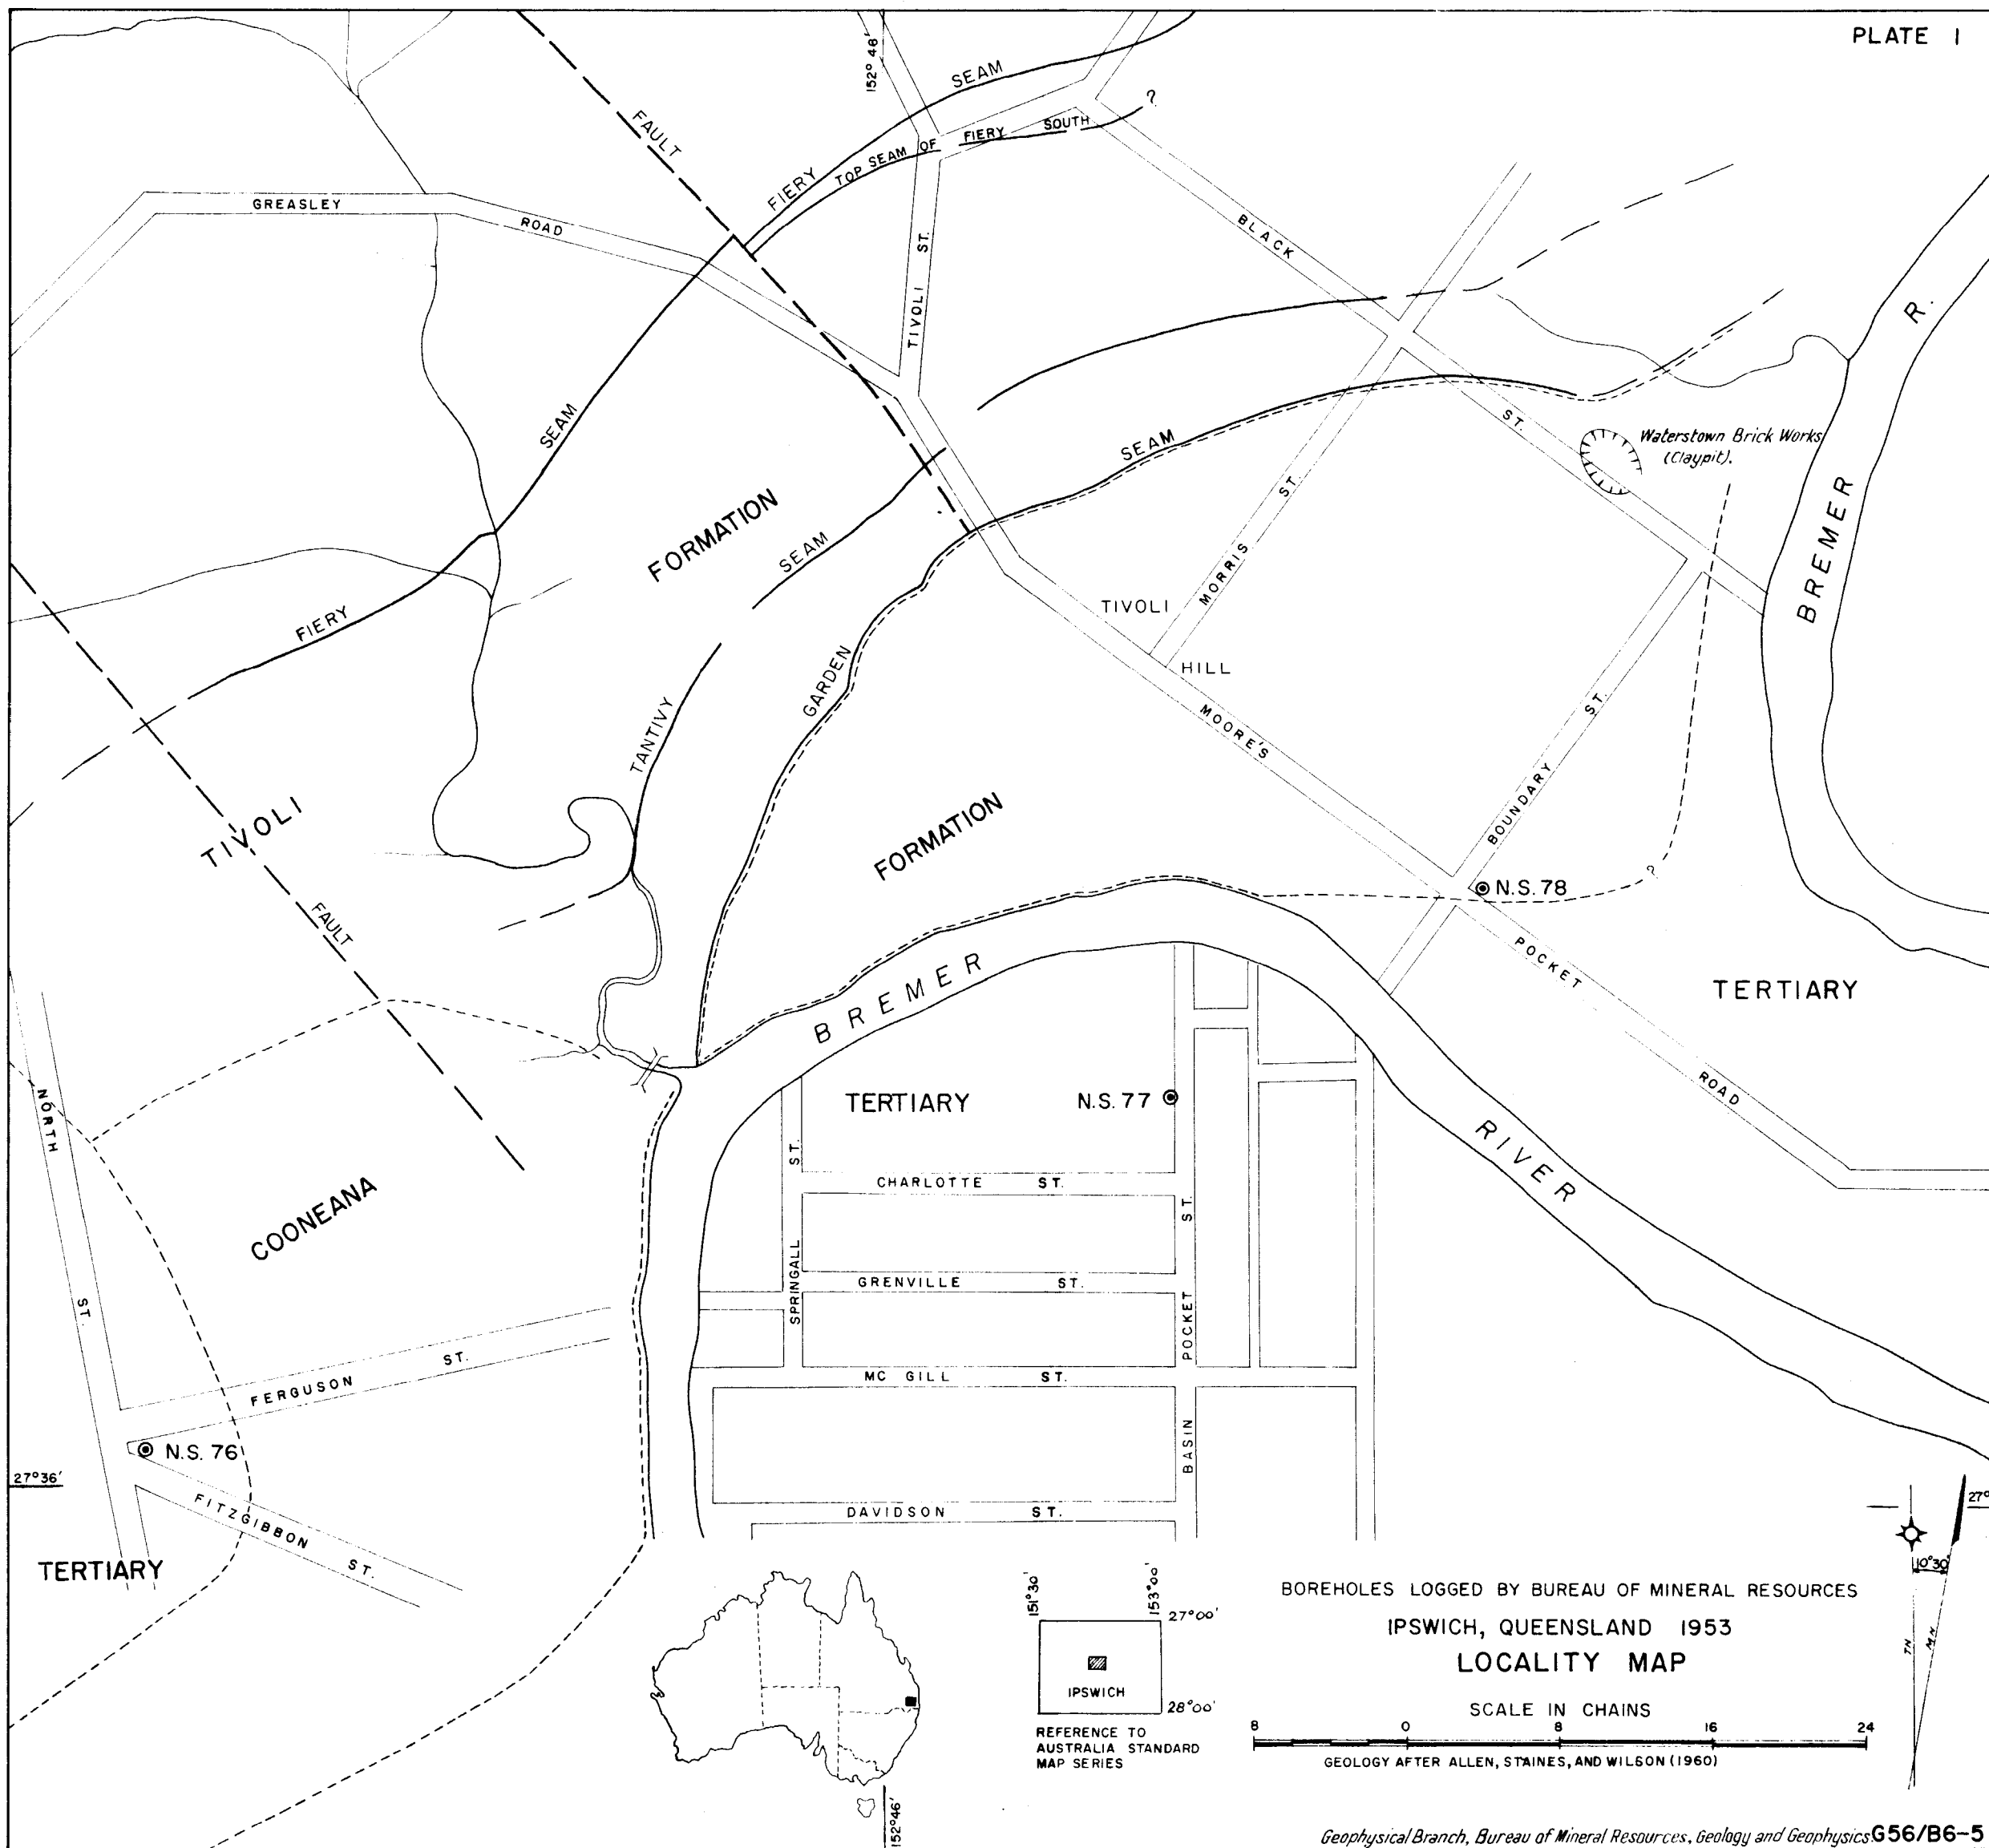 PLATE 1
152° 46'
SEAM
FIERY
?
TOP SEAM OF FIERY SOUTH
FAULT
GREASLEY ROAD
TIVOLI ST.
BLACK ST.
BREMER R.
SEAM
FIERY
Waterstown Brick Works
(Claypit).
FORMATION
SEAM
TANTIVY
SEAM
GARDEN
MORRIS ST.
TIVOLI
HILL
MOORE'S POCKET ROAD
BOUNDARY ST.
TIVOLI
FAULT
FORMATION
?
N.S. 78
TERTIARY
BREMER
RIVER
TERTIARY
N.S. 77
NORTH ST.
COONEANA
SPRINGALL ST.
CHARLOTTE ST.
GRENVILLE ST.
MC GILL ST.
DAVIDSON ST.
BASIN POCKET ST.
FERGUSON ST.
N.S. 76
27°36'
FITZGIBBON ST.
TERTIARY
27°
10°30'
TN
MN
151°30'
153°00'
27°00'
28°00'
IPSWICH
REFERENCE TO
AUSTRALIA STANDARD
MAP SERIES
152°46'
BOREHOLES LOGGED BY BUREAU OF MINERAL RESOURCES
IPSWICH, QUEENSLAND 1953
LOCALITY MAP
SCALE IN CHAINS
8 0 8 16 24
GEOLOGY AFTER ALLEN, STAINES, AND WILSON (1960)
Geophysical Branch, Bureau of Mineral Resources, Geology and Geophysics. G56/B6-5